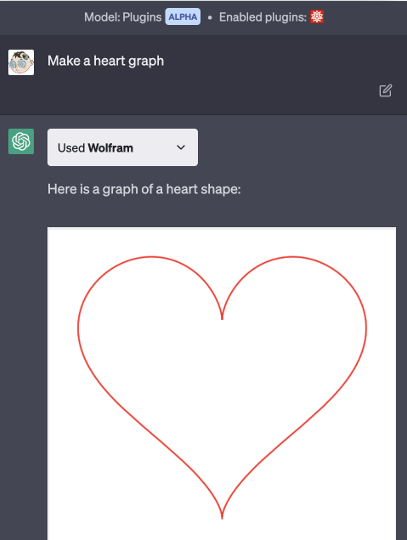 Model: Plugins ALPHA • Enabled plugins:
Make a heart graph
Used Wolfram
Here is a graph of a heart shape: